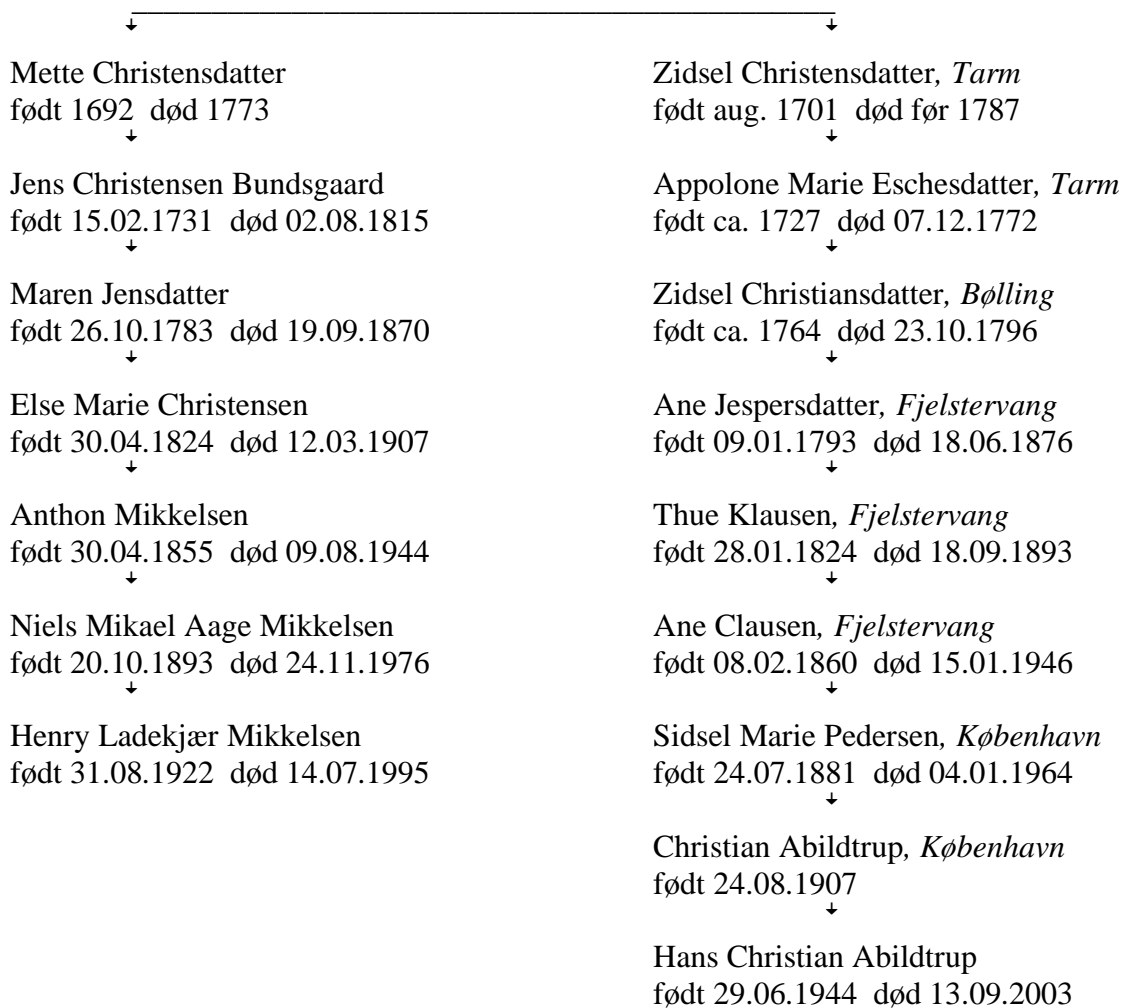 Mette Christensdatter
født 1692 død 1773
Jens Christensen Bundsgaard
født 15.02.1731 død 02.08.1815
Maren Jensdatter
født 26.10.1783 død 19.09.1870
Else Marie Christensen
født 30.04.1824 død 12.03.1907
Anthon Mikkelsen
født 30.04.1855 død 09.08.1944
Niels Mikael Aage Mikkelsen
født 20.10.1893 død 24.11.1976
Henry Ladekjær Mikkelsen
født 31.08.1922 død 14.07.1995
Zidsel Christensdatter, Tarm
født aug. 1701 død før 1787
Appolone Marie Eschesdatter, Tarm
født ca. 1727 død 07.12.1772
Zidsel Christiansdatter, Bølling
født ca. 1764 død 23.10.1796
Ane Jespersdatter, Fjelstervang
født 09.01.1793 død 18.06.1876
Thue Klausen, Fjelstervang
født 28.01.1824 død 18.09.1893
Ane Clausen, Fjelstervang
født 08.02.1860 død 15.01.1946
Sidsel Marie Pedersen, København
født 24.07.1881 død 04.01.1964
Christian Abildtrup, København
født 24.08.1907
Hans Christian Abildtrup
født 29.06.1944 død 13.09.2003